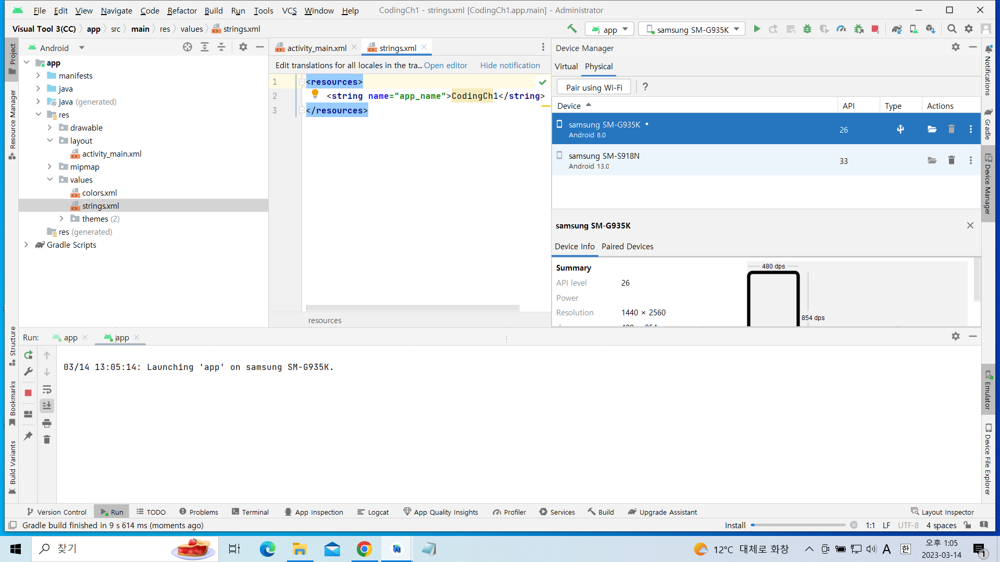 File Edit View Navigate Code Refactor Build Run Tools VCS Window Help CodingCh1 - strings.xml [CodingCh1.app.main] - Administrator
Visual Tool 3(CC) app src main res values strings.xml app samsung SM-G935K
Project
Resource Manager
Structure
Bookmarks
Build Variants
Android
app
manifests
java
java (generated)
res
drawable
layout
activity_main.xml
mipmap
values
colors.xml
strings.xml
themes (2)
res (generated)
Gradle Scripts
activity_main.xml strings.xml
Edit translations for all locales in the tra... Open editor Hide notification
1 <resources>
2 <string name="app_name">CodingCh1</string>
3 </resources>
resources
Device Manager
Virtual Physical
Pair using Wi-Fi ?
Device API Type Actions
samsung SM-G935K •
Android 8.0
26
samsung SM-S918N
Android 13.0
33
samsung SM-G935K
Device Info Paired Devices
Summary
API level 26
Power
Resolution 1440 × 2560
480 dps
854 dps
Notifications
Gradle
Device Manager
Emulator
Device File Explorer
Run: app app
03/14 13:05:14: Launching 'app' on samsung SM-G935K.
Version Control Run TODO Problems Terminal App Inspection Logcat App Quality Insights Profiler Services Build Upgrade Assistant Layout Inspector
Gradle build finished in 9 s 614 ms (moments ago) Install 1:1 LF UTF-8 4 spaces
찾기 12°C 대체로 화창 A 한 오후 1:05
2023-03-14 1